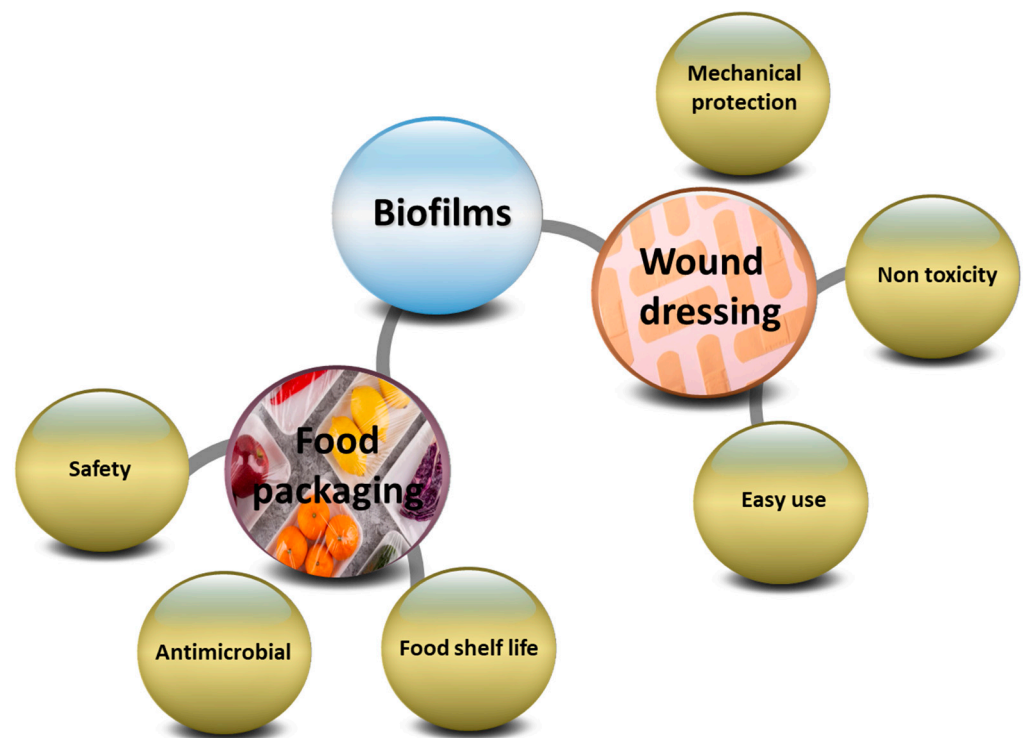 Mechanical
protection
Biofilms
Wound
dressing
Non toxicity
Food
packaging
Safety
Easy use
Antimicrobial
Food shelf life